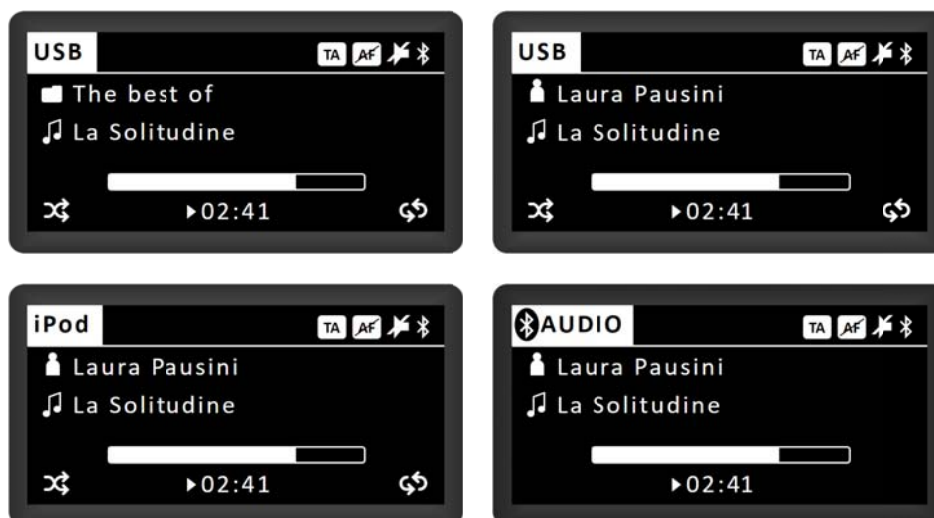 USB TA AF
The best of
La Solitudine
02:41
USB TA AF
Laura Pausini
La Solitudine
02:41
iPod TA AF
Laura Pausini
La Solitudine
02:41
AUDIO TA AF
Laura Pausini
La Solitudine
02:41